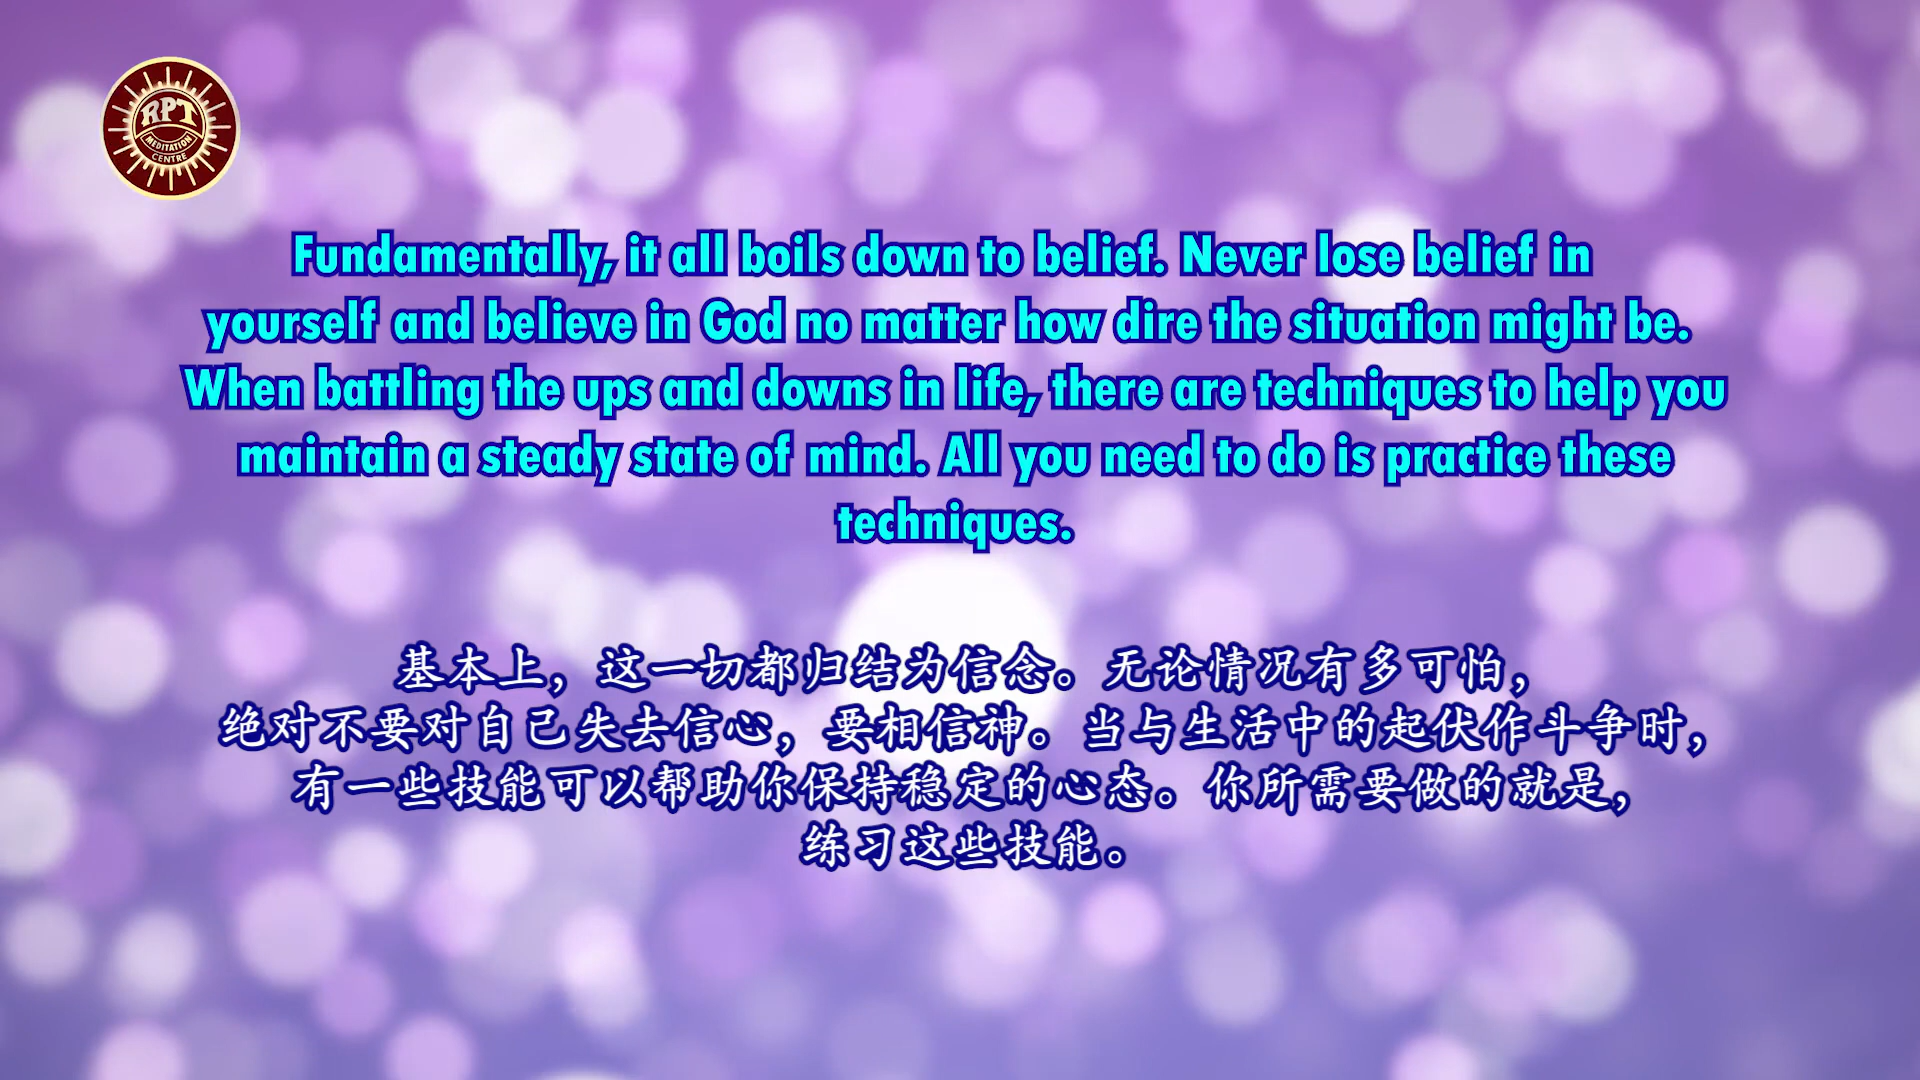 RPT
MEDITATION
CENTRE
Fundamentally, it all boils down to belief. Never lose belief in
yourself and believe in God no matter how dire the situation might be.
When battling the ups and downs in life, there are techniques to help you
maintain a steady state of mind. All you need to do is practice these
techniques.
基本上，这一切都归结为信念。无论情况有多可怕，
绝对不要对自己失去信心，要相信神。当与生活中的起伏作斗争时，
有一些技能可以帮助你保持稳定的心态。你所需要做的就是，
练习这些技能。